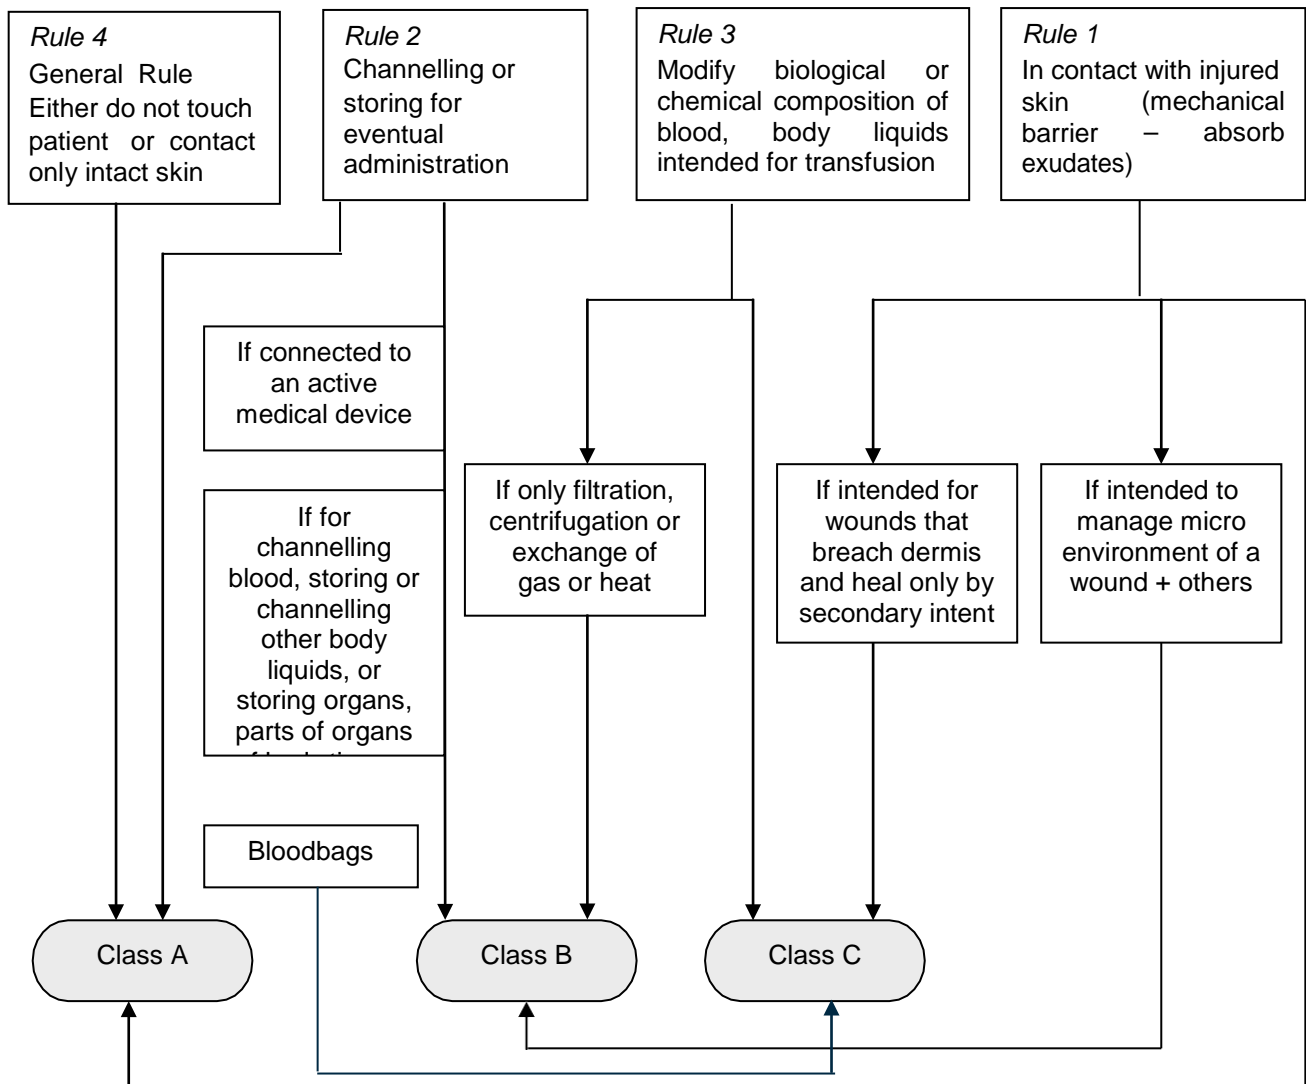 Rule 4
General Rule
Either do not touch
patient or contact
only intact skin
Rule 2
Channelling or
storing for
eventual
administration
Rule 3
Modify biological or
chemical composition of
blood, body liquids
intended for transfusion
Rule 1
In contact with injured
skin (mechanical
barrier – absorb
exudates)
If connected to
an active
medical device
If for
channelling
blood, storing or
channelling
other body
liquids, or
storing organs,
parts of organs
If only filtration,
centrifugation or
exchange of
gas or heat
If intended for
wounds that
breach dermis
and heal only by
secondary intent
If intended to
manage micro
environment of a
wound + others
Bloodbags
Class A
Class B
Class C